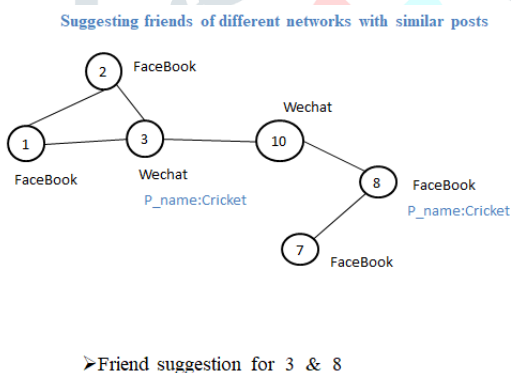 Suggesting friends of different networks with similar posts
2 FaceBook
Wechat
1
3
10
FaceBook
Wechat
P_name:Cricket
8
FaceBook
P_name:Cricket
7
FaceBook
➢Friend suggestion for 3 & 8